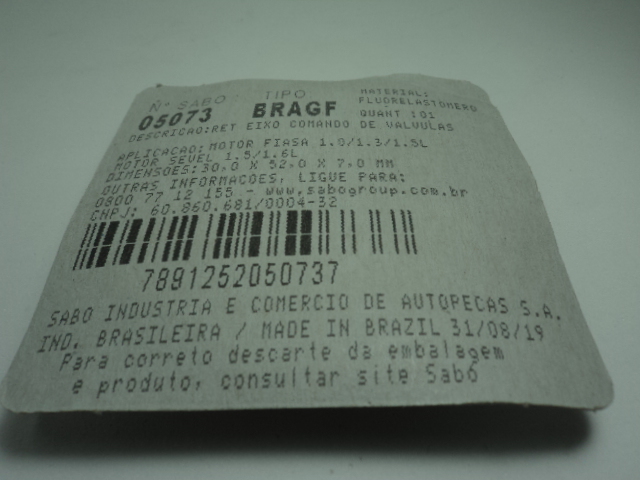 Nº SABO TIPO MATERIAL:
05073 BRAGF FLUORELASTOMERO
QUANT :01
DESCRICAO:RET EIXO COMANDO DE VALVULAS
APLICACAO:MOTOR FIASA 1.0/1.3/1.5L
MOTOR SEVEL 1.5/1.6L
DIMENSOES:30,0 X 52,0 X 7,0 MM
OUTRAS INFORMACOES, LIGUE PARA:
0800 77 12 155 - www.sabogroup.com.br
CNPJ: 60.860.681/0004-32
7891252050737
SABO INDUSTRIA E COMERCIO DE AUTOPECAS S.A.
IND. BRASILEIRA / MADE IN BRAZIL 31/08/19
Para correto descarte da embalagem
e produto, consultar site Sabó